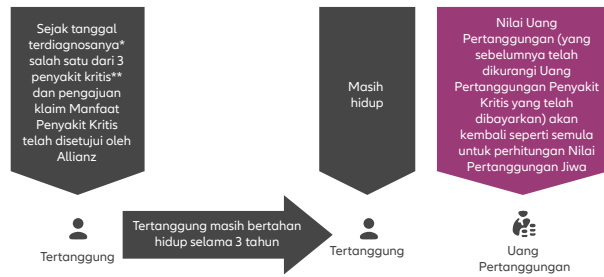 Sejak tanggal
terdiagnosanya*
salah satu dari 3
penyakit kritis**
dan pengajuan
klaim Manfaat
Penyakit Kritis
telah disetujui oleh
Allianz
Masih
hidup
Nilai Uang
Pertanggungan (yang
sebelumnya telah
dikurangi Uang
Pertanggungan Penyakit
Kritis yang telah
dibayarkan) akan
kembali seperti semula
untuk perhitungan Nilai
Pertanggungan Jiwa
Tertanggung
Tertanggung masih bertahan
hidup selama 3 tahun
Tertanggung
Uang
Pertanggungan